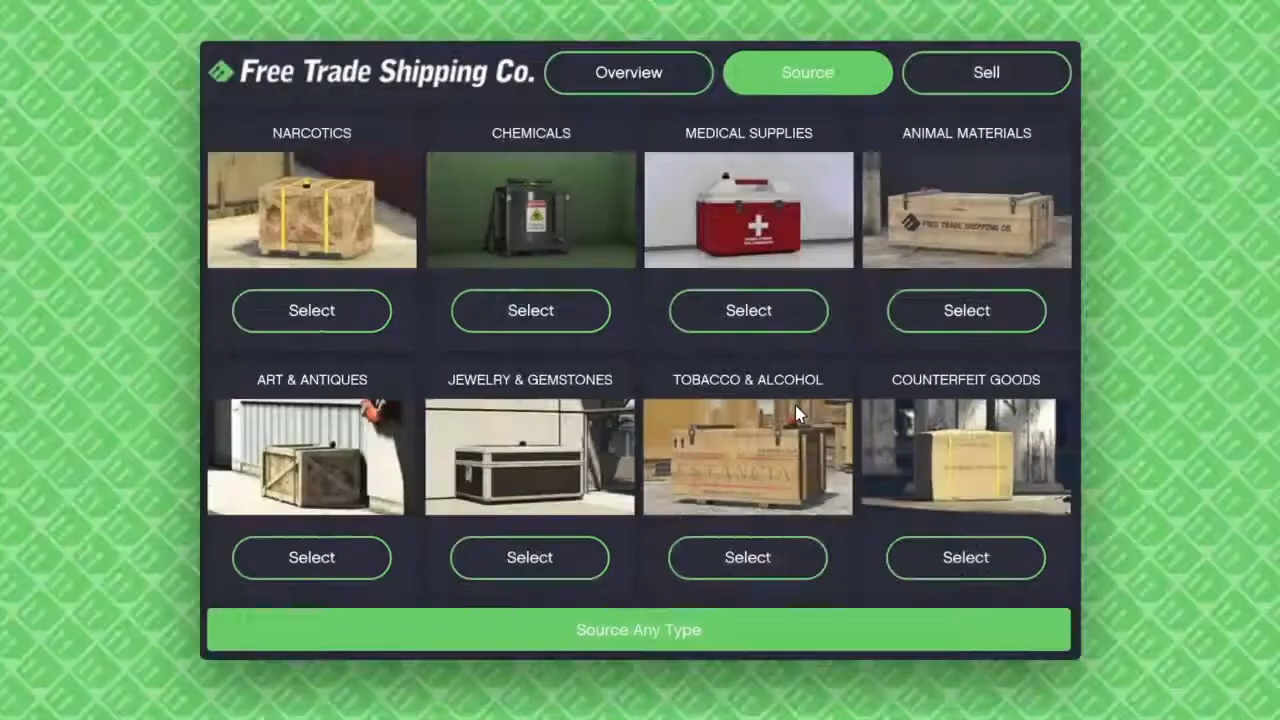 Free Trade Shipping Co.
Overview
Source
Sell
NARCOTICS
CHEMICALS
MEDICAL SUPPLIES
ANIMAL MATERIALS
FREE TRADE SHIPPING CO.
Select
Select
Select
Select
ART & ANTIQUES
JEWELRY & GEMSTONES
TOBACCO & ALCOHOL
COUNTERFEIT GOODS
ESTANCIA
Select
Select
Select
Select
Source Any Type